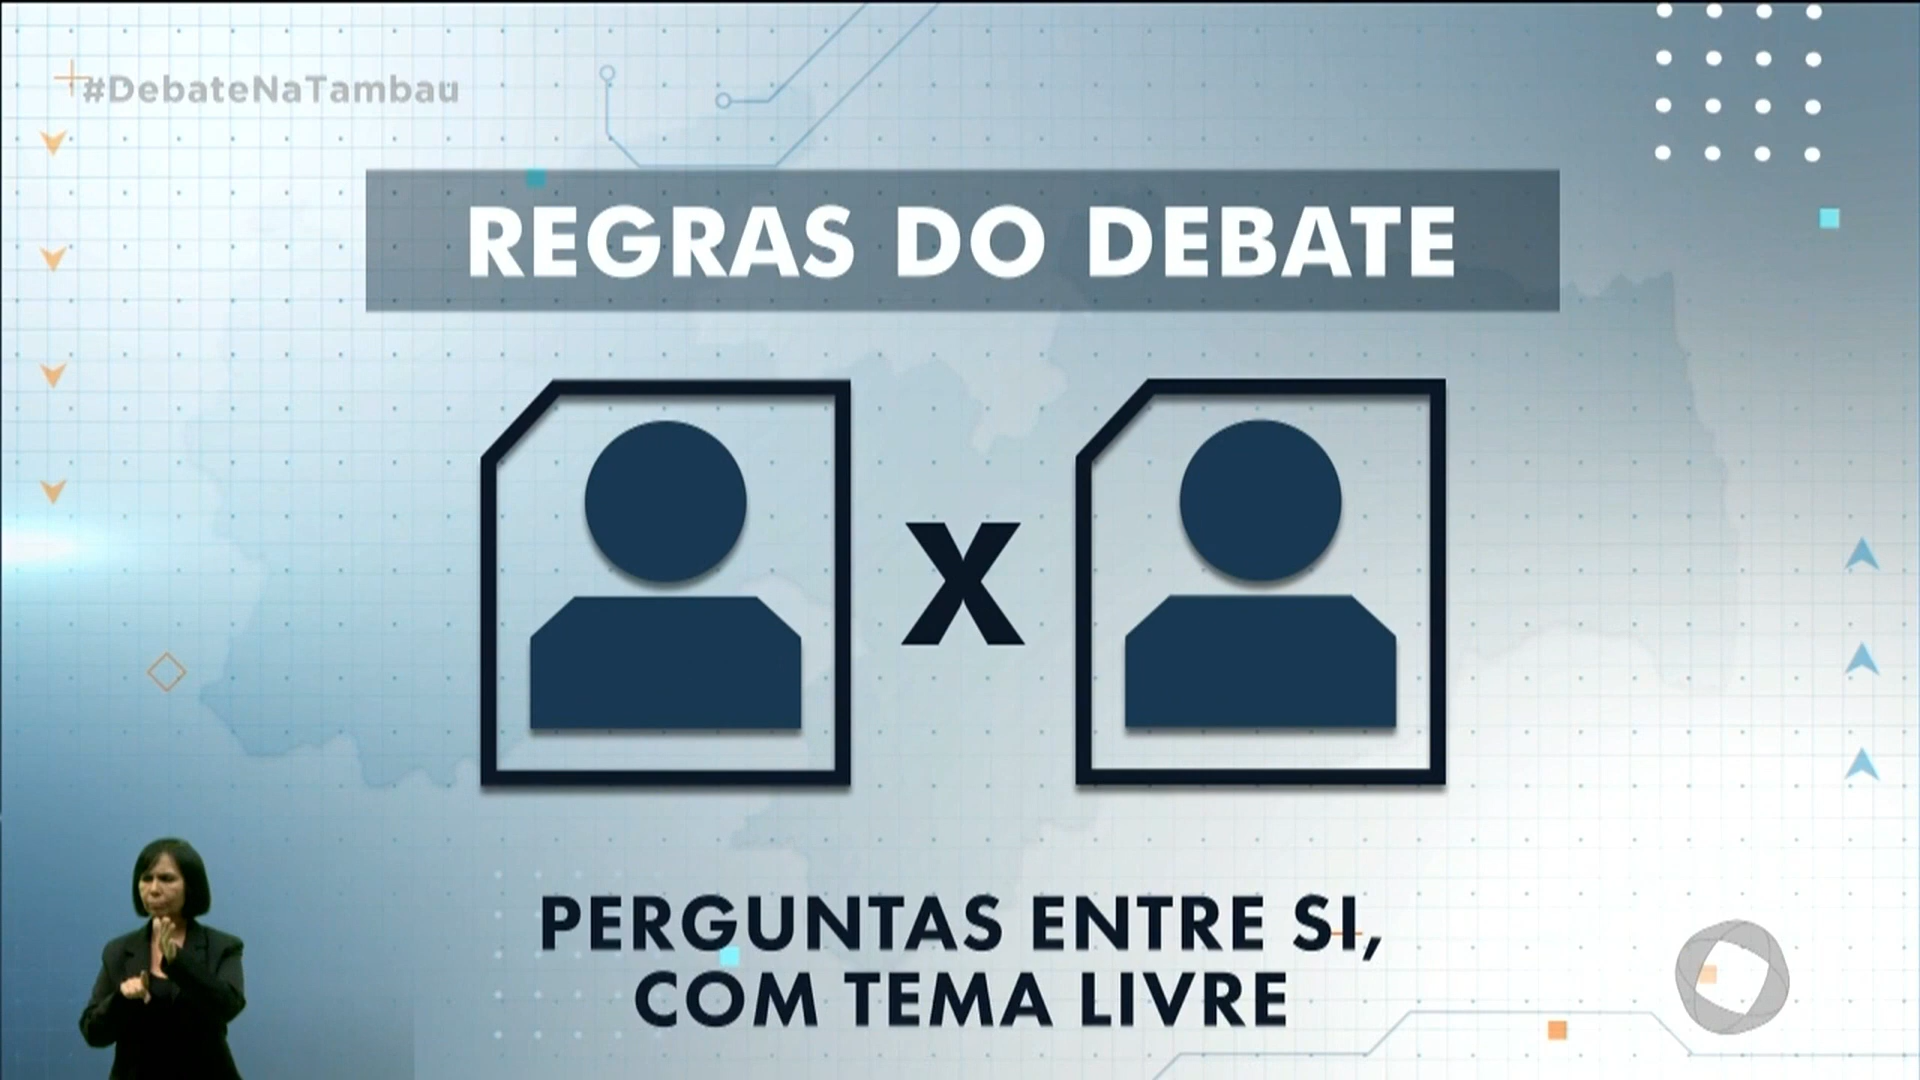 #DebateNaTambau
REGRAS DO DEBATE
X
PERGUNTAS ENTRE SI,
COM TEMA LIVRE